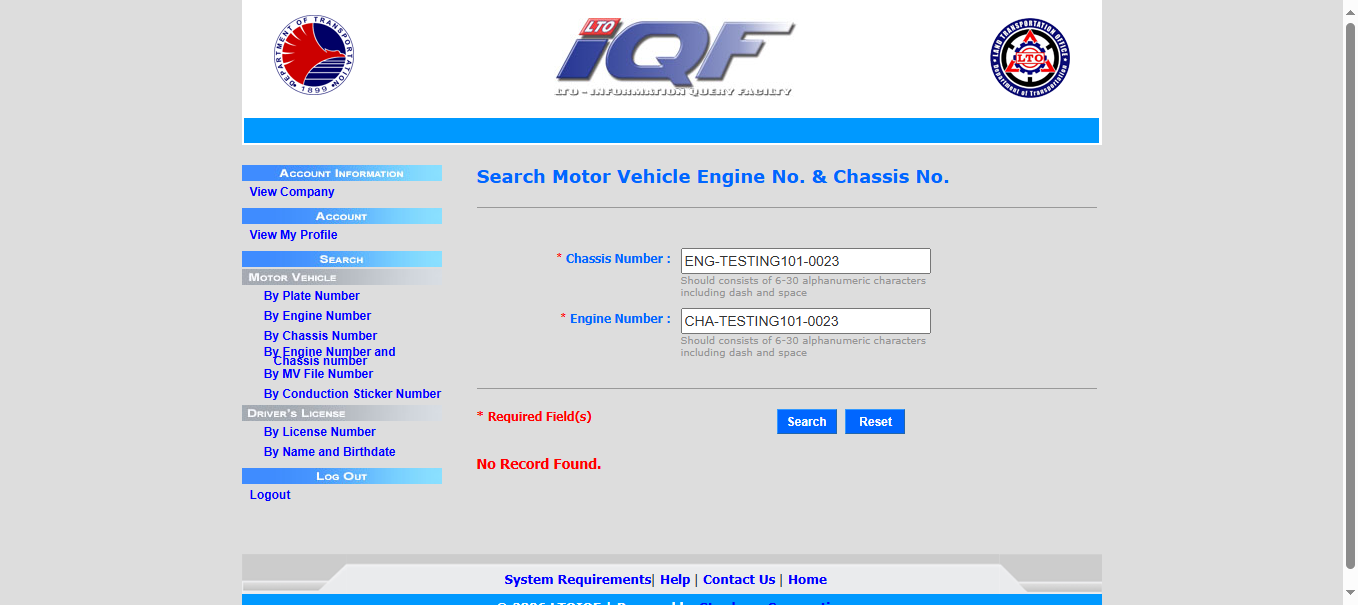 DEPARTMENT OF TRANSPORTATION
1899
LTO
iQF
LTO - INFORMATION QUERY FACILTY
LAND TRANSPORTATION OFFICE
LTO
Department of Transportation
Account Information
View Company
Account
View My Profile
Search
Motor Vehicle
By Plate Number
By Engine Number
By Chassis Number
By Engine Number and
Chassis number
By MV File Number
By Conduction Sticker Number
Driver's License
By License Number
By Name and Birthdate
Log Out
Logout
Search Motor Vehicle Engine No. & Chassis No.
* Chassis Number : ENG-TESTING101-0023
Should consists of 6-30 alphanumeric characters
including dash and space
* Engine Number : CHA-TESTING101-0023
Should consists of 6-30 alphanumeric characters
including dash and space
* Required Field(s) Search Reset
No Record Found.
System Requirements| Help | Contact Us | Home